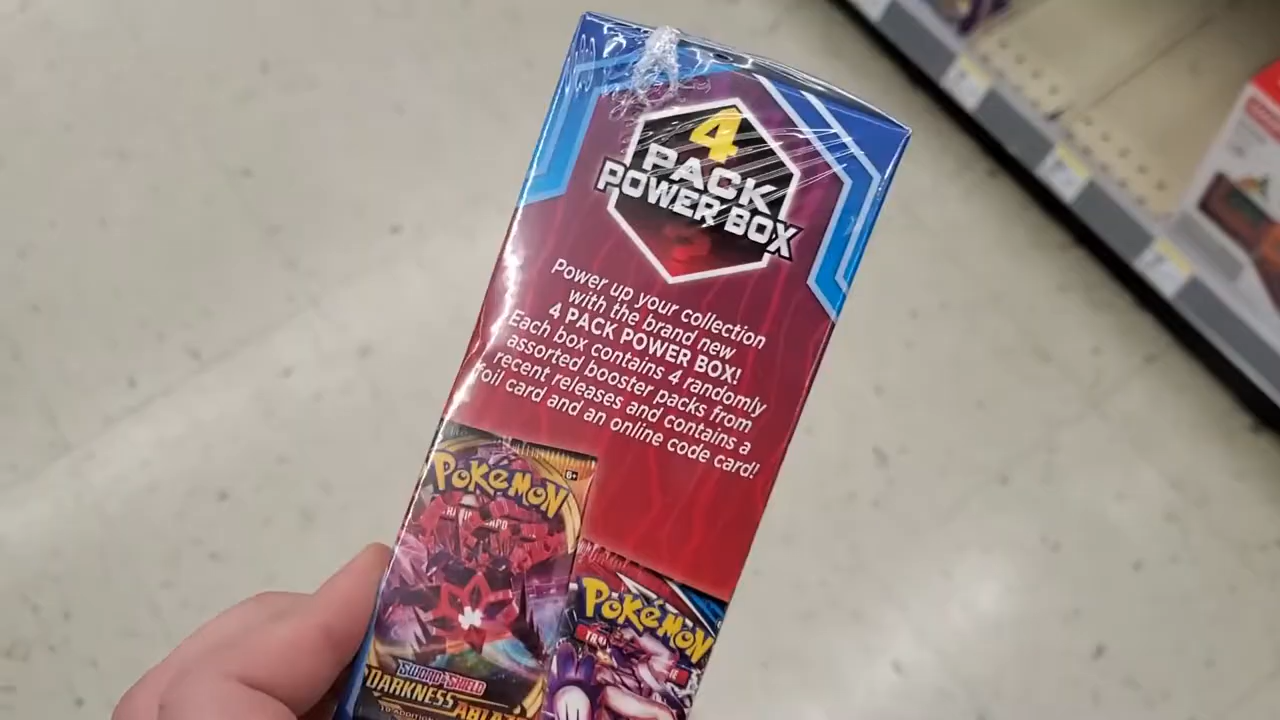 4
PACK
POWER BOX
Power up your collection
with the brand new
4 PACK POWER BOX!
Each box contains 4 randomly
assorted booster packs from
recent releases and contains a
foil card and an online code card!
POKéMON
6+
SWORD & SHIELD
DARKNESS
POKéMON